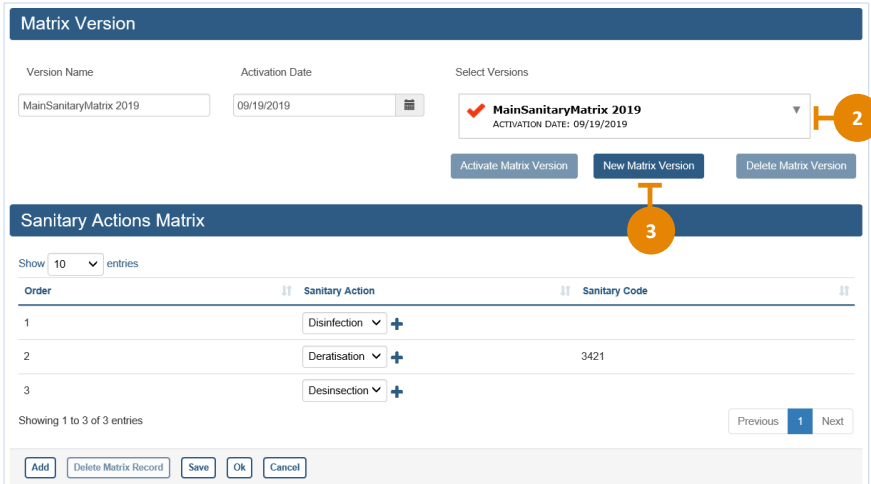 Matrix Version
Version Name Activation Date Select Versions
MainSanitaryMatrix 2019 09/19/2019 MainSanitaryMatrix 2019
ACTIVATION DATE: 09/19/2019
2
Activate Matrix Version New Matrix Version Delete Matrix Version
3
Sanitary Actions Matrix
Show 10 entries
Order Sanitary Action Sanitary Code
1 Disinfection
2 Deratisation 3421
3 Desinsection
Showing 1 to 3 of 3 entries Previous 1 Next
Add Delete Matrix Record Save Ok Cancel